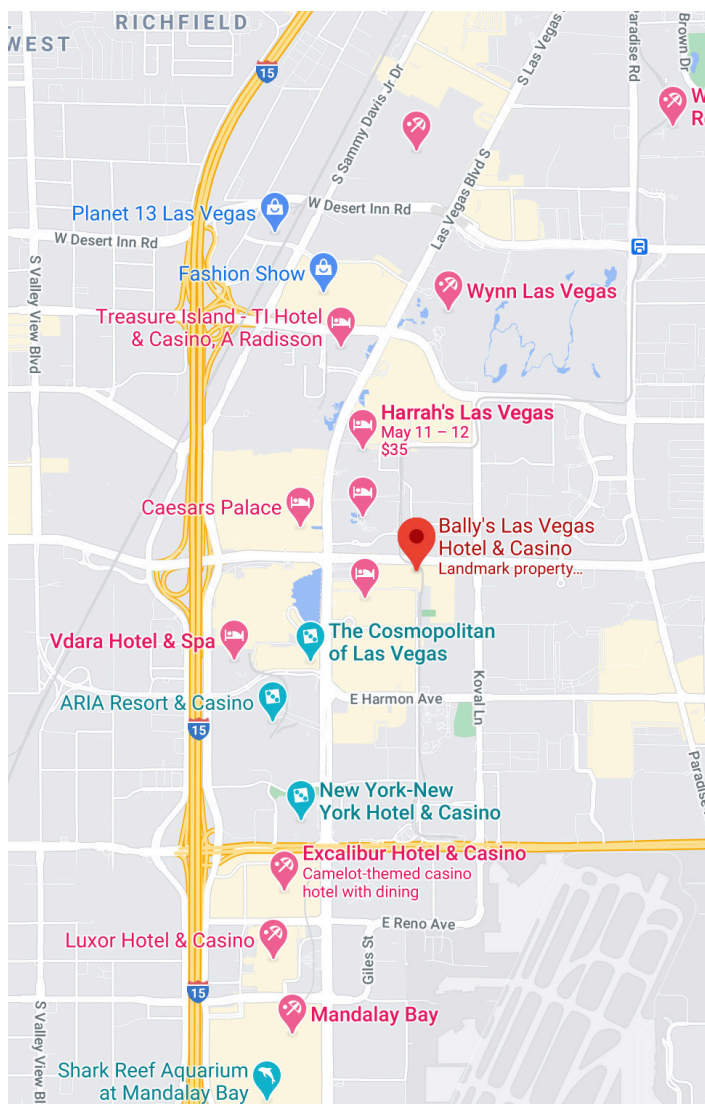 RICHFIELD
WEST
15
S Sammy Davis Jr Dr
S Las Vegas
Paradise Rd
Brown Dr
W
R
Planet 13 Las Vegas
W Desert Inn Rd
Las Vegas Blvd S
W Desert Inn Rd
S Valley View Blvd
Fashion Show
Wynn Las Vegas
Treasure Island - TI Hotel
& Casino, A Radisson
Harrah's Las Vegas
May 11 – 12
$35
Caesars Palace
Bally's Las Vegas
Hotel & Casino
Landmark property...
Vdara Hotel & Spa
The Cosmopolitan
of Las Vegas
ARIA Resort & Casino
E Harmon Ave
Koval Ln
15
Paradise
New York-New
York Hotel & Casino
Excalibur Hotel & Casino
Camelot-themed casino
hotel with dining
E Reno Ave
Luxor Hotel & Casino
Giles St
15
Mandalay Bay
S Valley View Bl
Shark Reef Aquarium
at Mandalay Bay